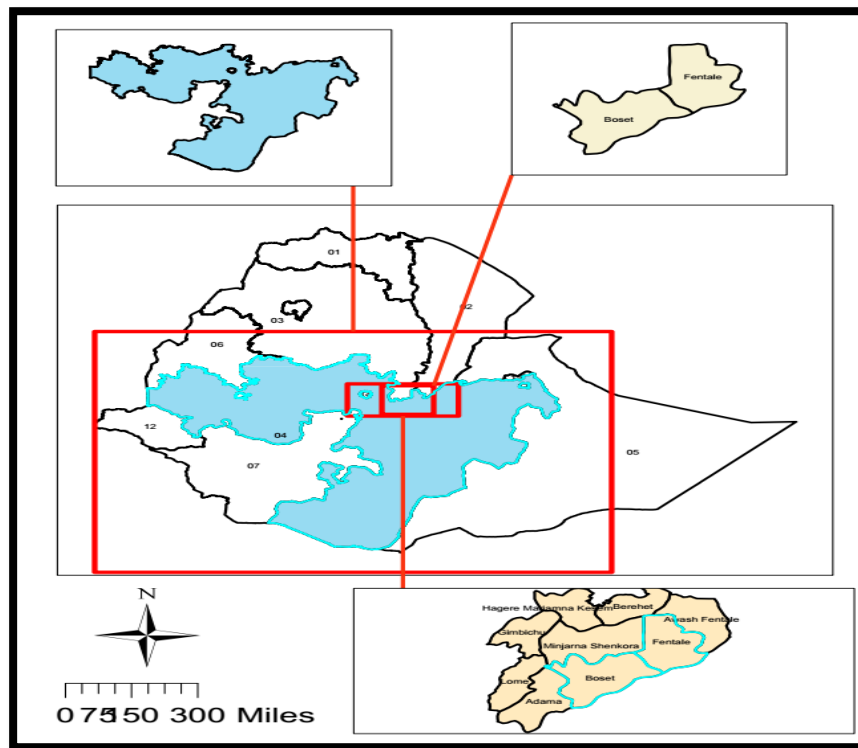 Fentale
Boset
01
02
03
06
04
12
07
05
N
0 75 150 300 Miles
Hagere Mariamna Kesem
Berehet
Awash Fentale
Gimbichu
Minjarna Shenkora
Fentale
Lome
Boset
Adama